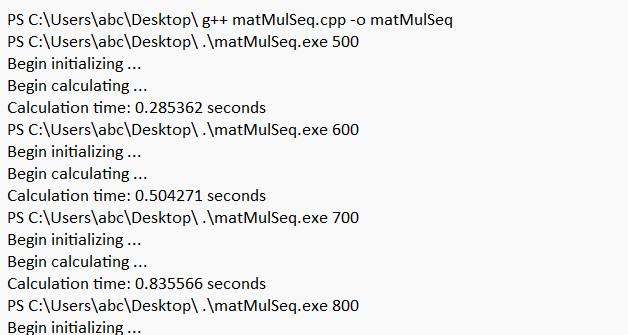 PS C:\Users\abc\Desktop\ g++ matMulSeq.cpp -o matMulSeq
PS C:\Users\abc\Desktop\ .\matMulSeq.exe 500
Begin initializing ...
Begin calculating ...
Calculation time: 0.285362 seconds
PS C:\Users\abc\Desktop\ .\matMulSeq.exe 600
Begin initializing ...
Begin calculating ...
Calculation time: 0.504271 seconds
PS C:\Users\abc\Desktop\ .\matMulSeq.exe 700
Begin initializing ...
Begin calculating ...
Calculation time: 0.835566 seconds
PS C:\Users\abc\Desktop\ .\matMulSeq.exe 800
Begin initializing ...